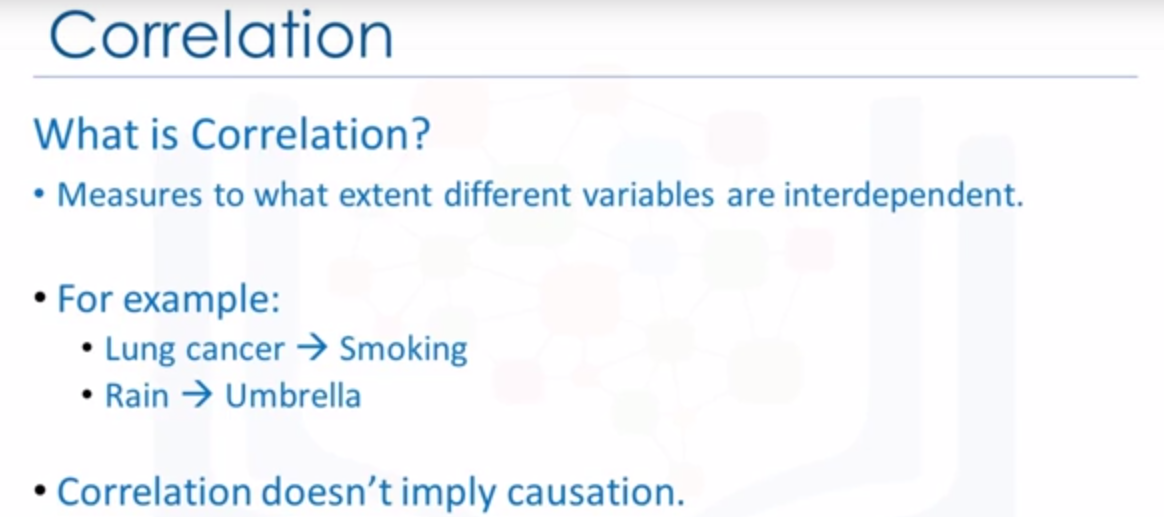 Correlation
What is Correlation?
• Measures to what extent different variables are interdependent.
• For example:
• Lung cancer → Smoking
• Rain → Umbrella
• Correlation doesn't imply causation.